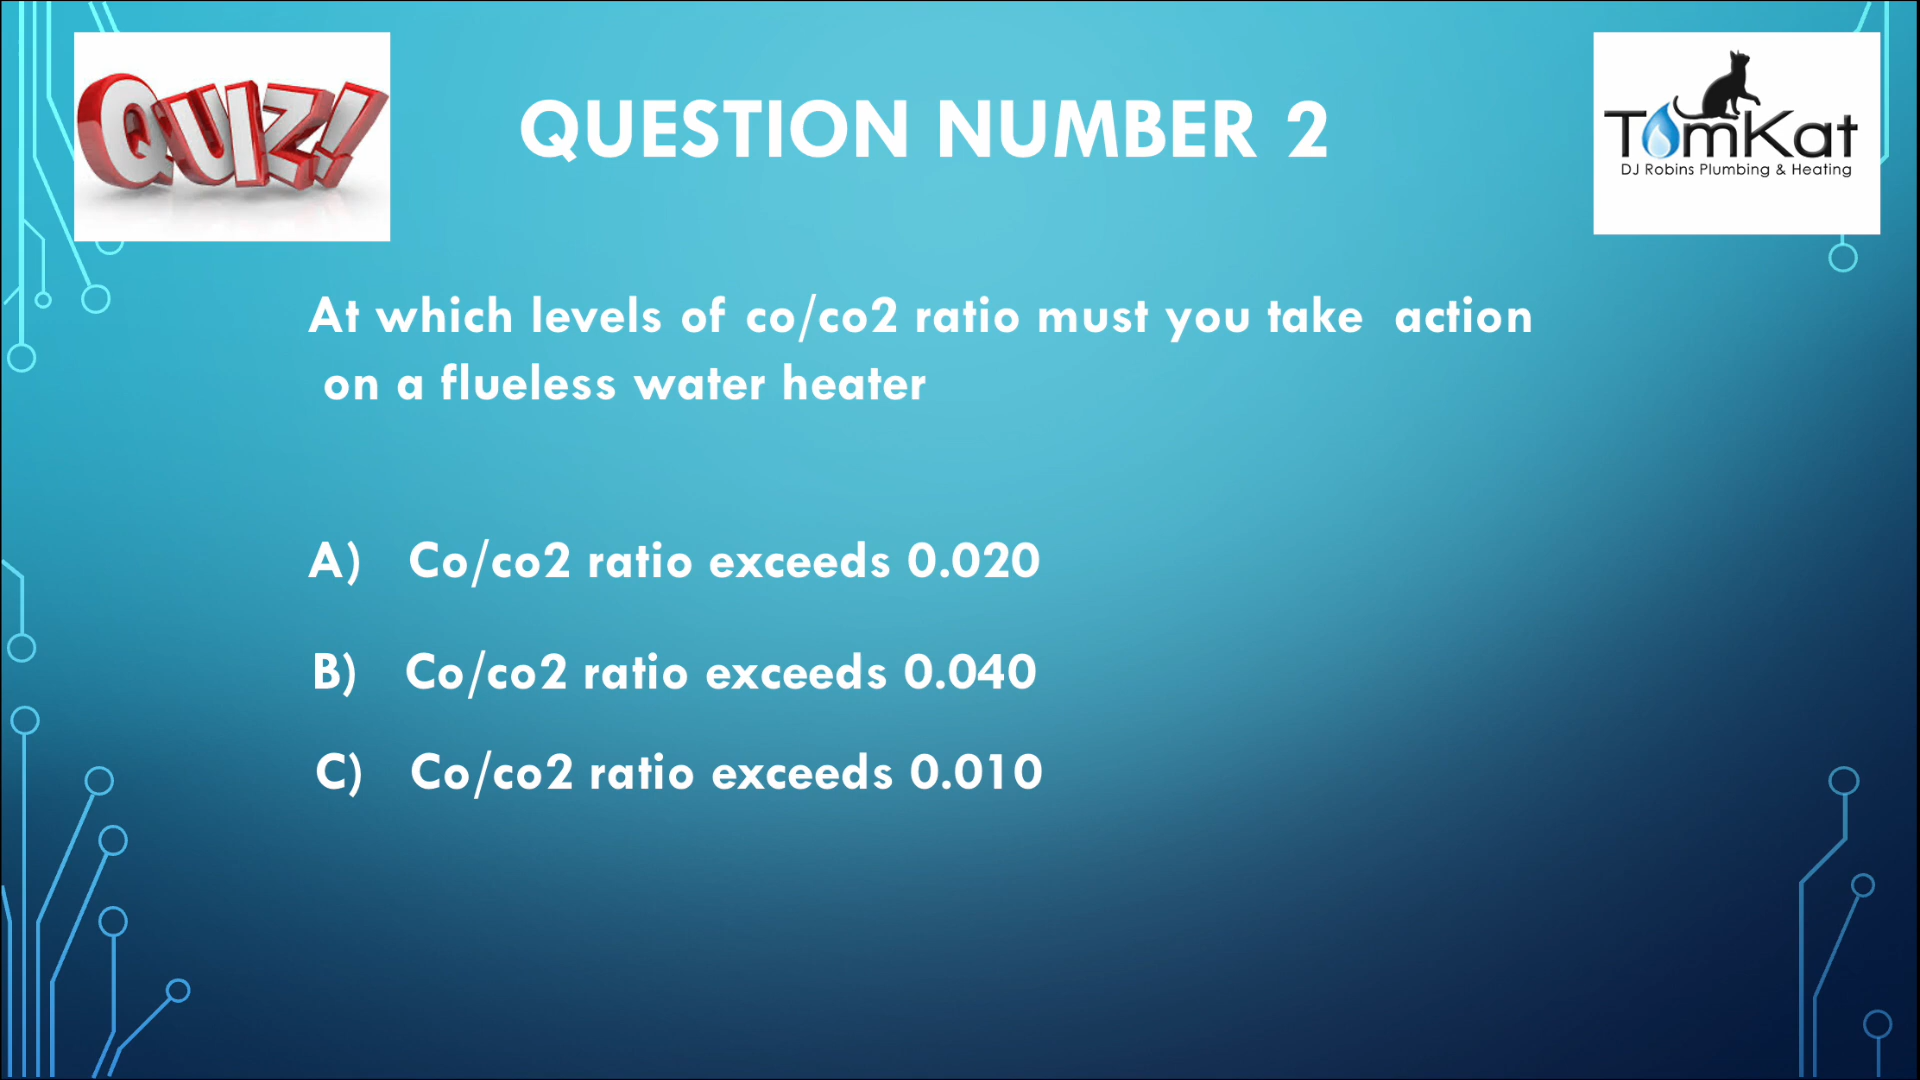 QUIZ!
QUESTION NUMBER 2
TomKat
DJ Robins Plumbing & Heating
At which levels of co/co2 ratio must you take action
on a flueless water heater
A) Co/co2 ratio exceeds 0.020
B) Co/co2 ratio exceeds 0.040
C) Co/co2 ratio exceeds 0.010